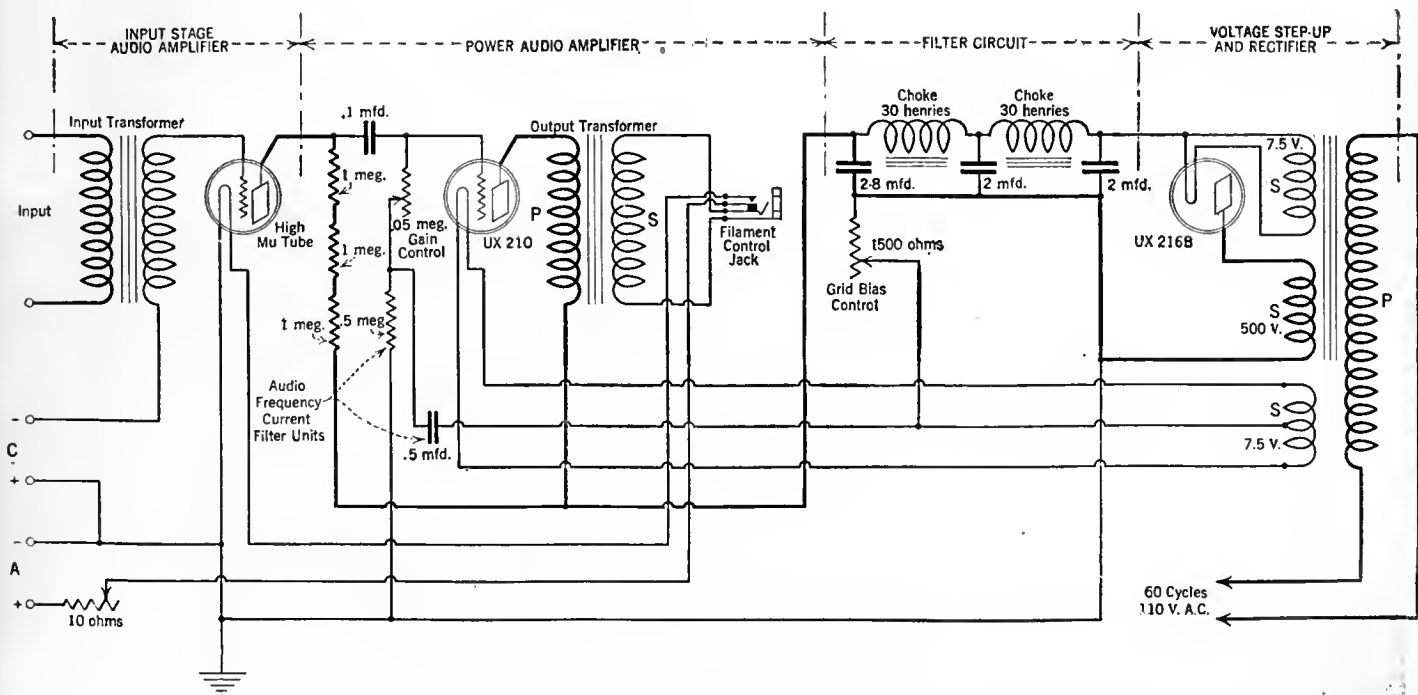 INPUT STAGE
AUDIO AMPLIFIER
POWER AUDIO AMPLIFIER
FILTER CIRCUIT
VOLTAGE STEP-UP
AND RECTIFIER
Input Transformer
.1 mfd.
Output Transformer
Choke
30 henries
Choke
30 henries
7.5 V.
S
1 meg.
2-8 mfd.
2 mfd.
2 mfd.
Input
High
Mu Tube
.05 meg.
Gain
Control
UX 210
P
S
Filament
Control
Jack
1500 ohms
Grid Bias
Control
UX 216B
1 meg.
S
500 V.
P
1 meg.
.5 meg.
Audio
Frequency
Current
Filter Units
.5 mfd.
S
7.5 V.
-
C
+
-
A
+
10 ohms
60 Cycles
110 V. A.C.